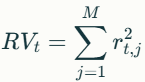 $RV_t = \sum_{j=1}^{M} r_{t,j}^2$